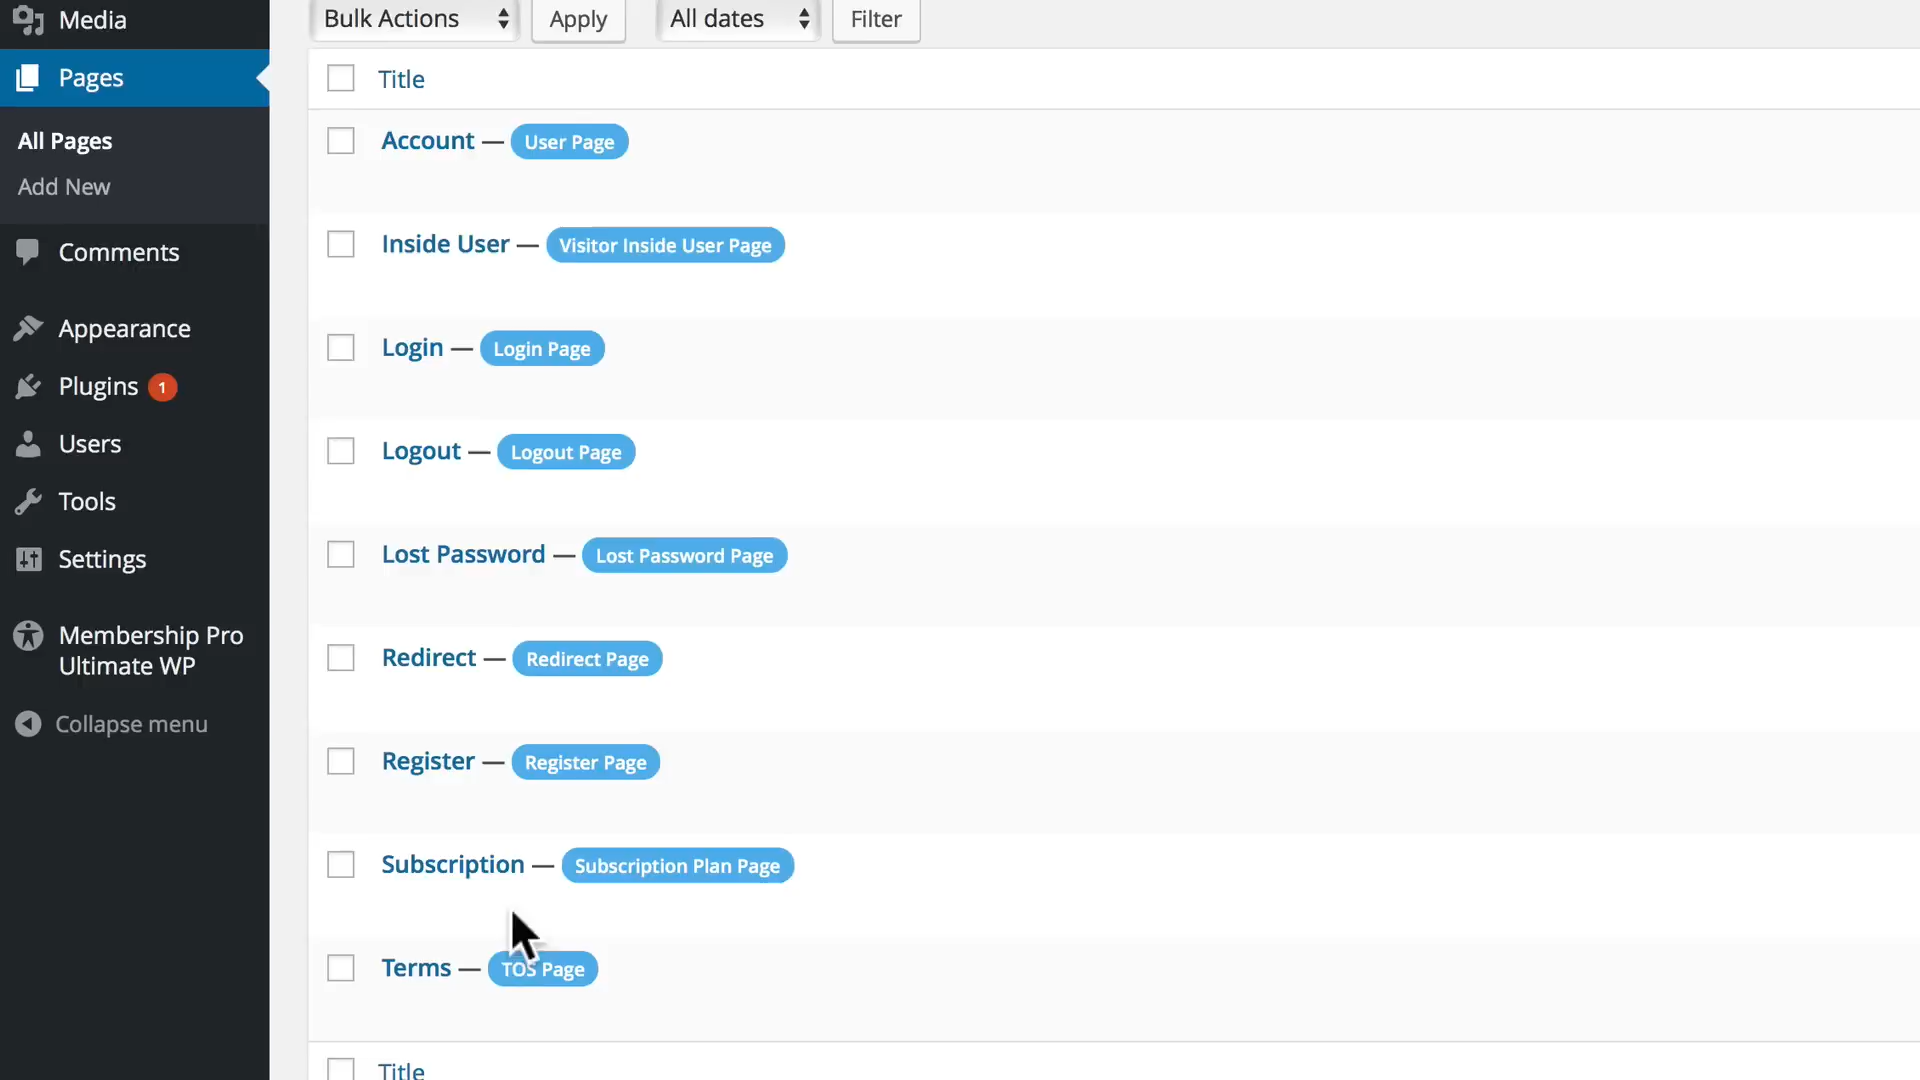 Media
Pages
All Pages
Add New
Comments
Appearance
Plugins 1
Users
Tools
Settings
Membership Pro
Ultimate WP
Collapse menu
Bulk Actions Apply All dates Filter
Title
Account — User Page
Inside User — Visitor Inside User Page
Login — Login Page
Logout — Logout Page
Lost Password — Lost Password Page
Redirect — Redirect Page
Register — Register Page
Subscription — Subscription Plan Page
Terms — TOS Page
Title